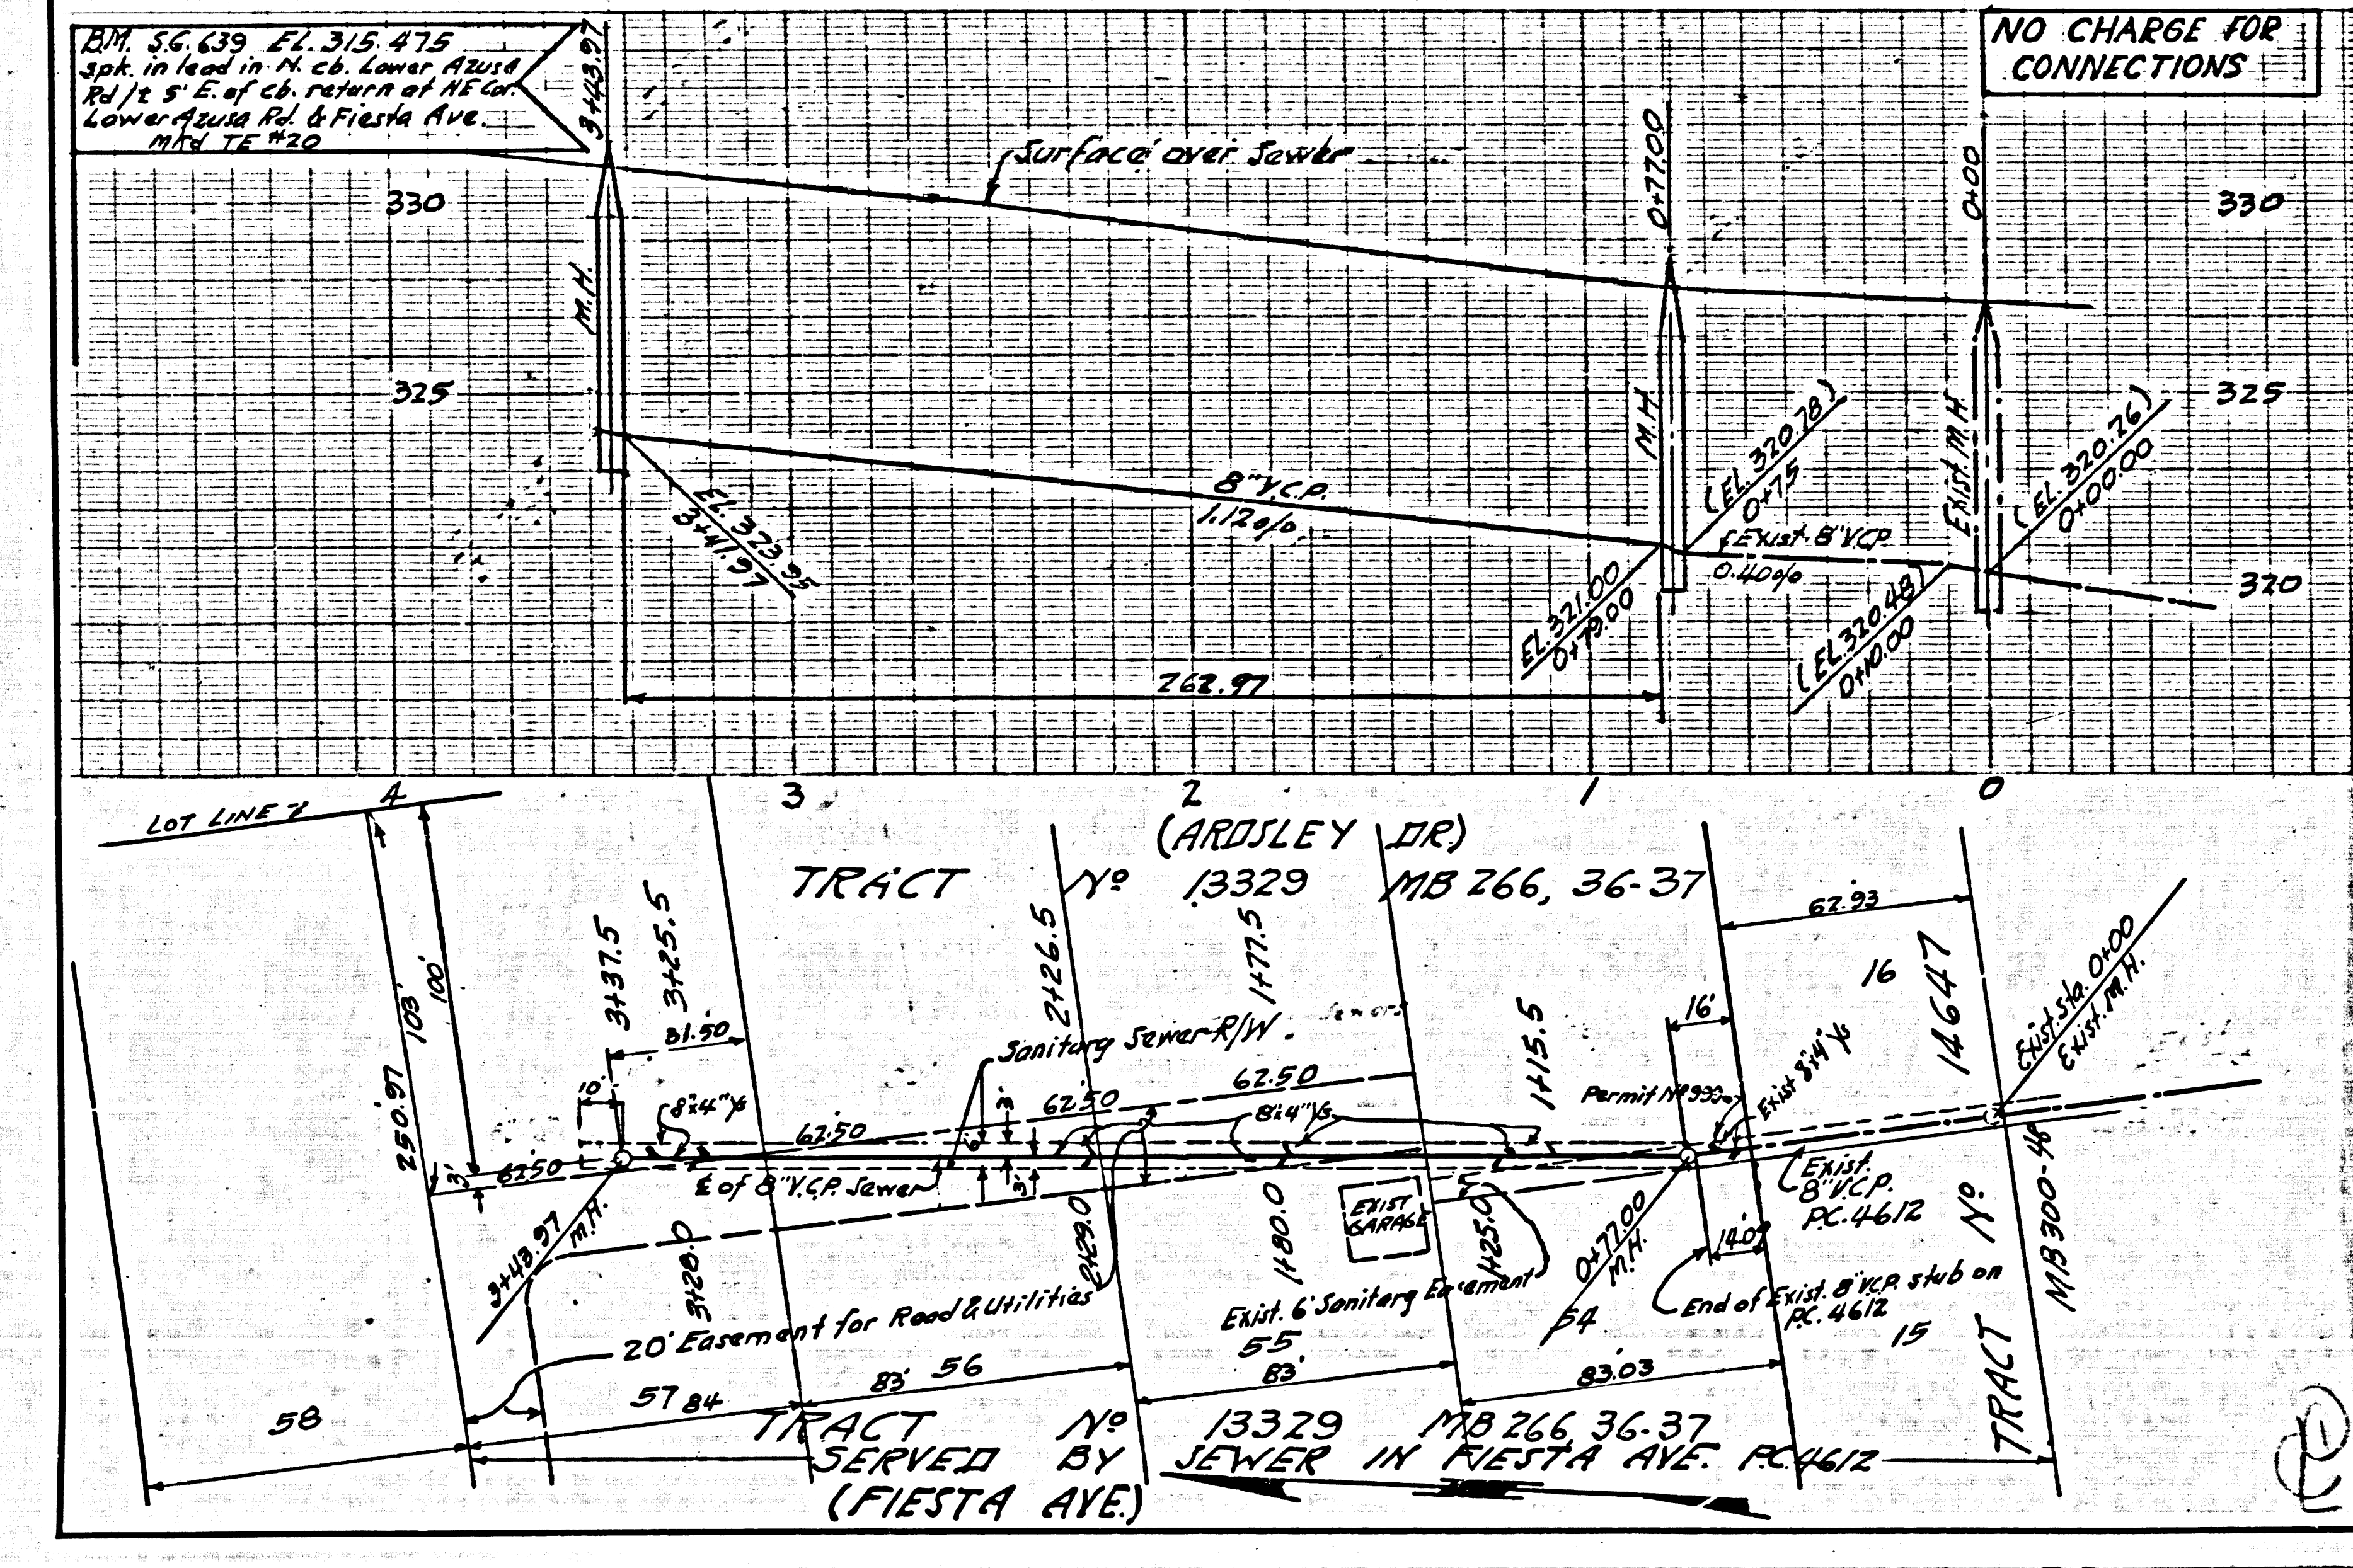 B.M. S.G. 639 EL. 315.475
spk. in lead in N. cb. Lower Azusa
Rd 1± 5' E. of cb. return at NE Cor.
Lower Azusa Rd. & Fiesta Ave.
MKd TE #20
NO CHARGE FOR
CONNECTIONS
3+43.97
Surface over Sewer
0+77.00
0+00
330
330
M.H.
325
M.H.
Exist. M.H.
325
(EL. 320.78)
0+75
(EL. 320.26)
0+00.00
EL. 323.95
3+41.97
8" V.C.P.
1.12 o/o
Exist. 8" V.C.P.
0.40 o/o
320
EL. 321.00
0+79.00
(EL. 320.48)
0+10.00
262.97
4
3
2
1
0
LOT LINE
(ARDSLEY DR.)
TRACT Nº 13329 MB 266, 36-37
62.93
3+37.5
3+25.5
2+26.5
1+77.5
1+15.5
16
14647
Exist. Sta. 0+00
Exist. M.H.
250.97
103'
100'
31.50
16'
Sanitary Sewer R/W
Sewers
10'
8"x4" Ys
62.50
62.50
62.50
8"x4" Ys
Permit Nº
Exist 8"x4" Y
3'
62.50
6'
3'
3'
℄ of 8" V.C.P. Sewer
Exist.
8" V.C.P.
P.C. 4612
EXIST
GARAGE
3+43.97
M.H.
3+28.0
2+29.0
1+80.0
1+25.0
0+77.00
M.H.
14.07
20' Easement for Road & Utilities
Exist. 6' Sanitary Easement
End of Exist. 8" V.C.P. stub on
P.C. 4612
TRACT Nº
MB 300-48
58
57
84
83'
56
55
83'
54
83.03
15
TRACT Nº 13329 MB 266, 36-37
SERVED BY SEWER IN FIESTA AVE. P.C. 4612
(FIESTA AVE.)